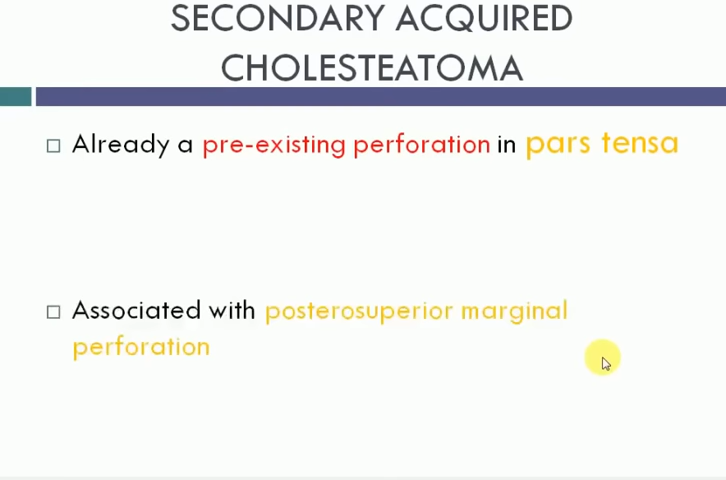 SECONDARY ACQUIRED
CHOLESTEATOMA
Already a pre-existing perforation in pars tensa
Associated with posterosuperior marginal
perforation